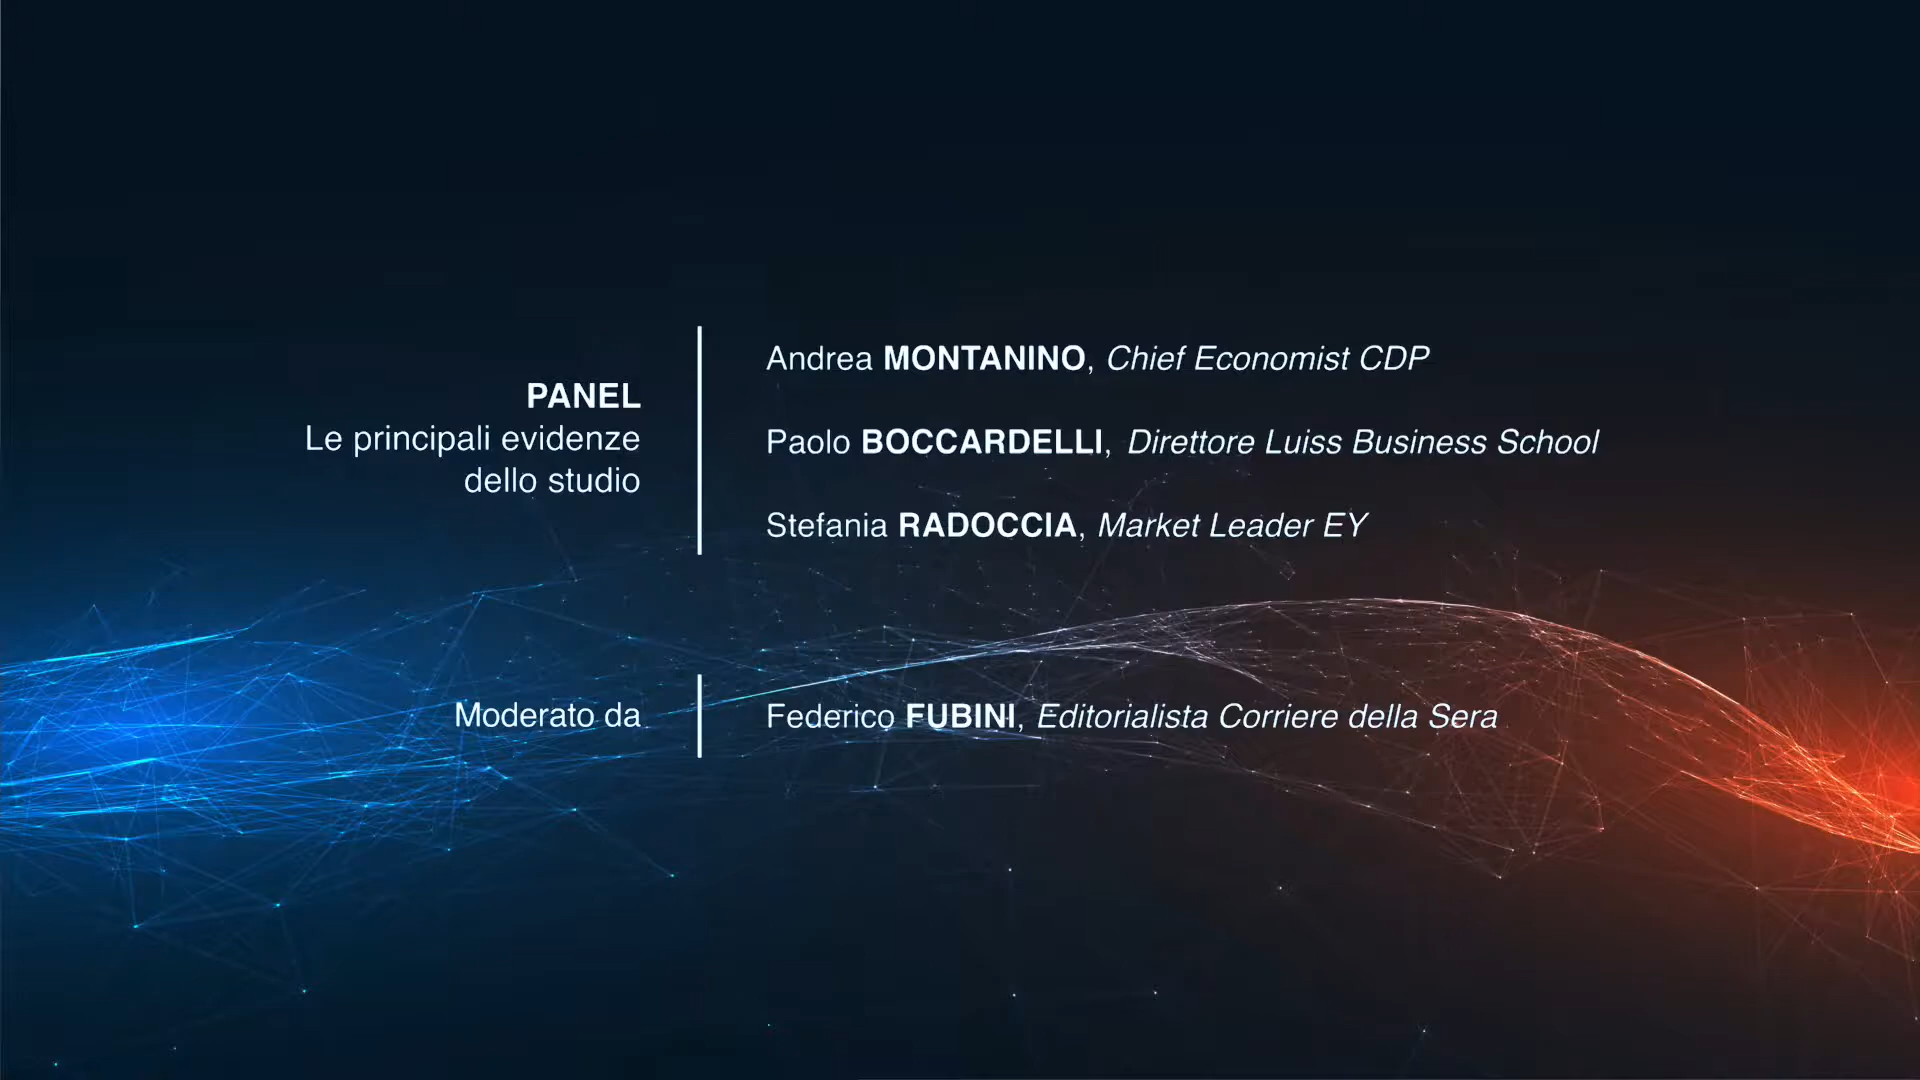 PANEL
Le principali evidenze
dello studio
Andrea MONTANINO, Chief Economist CDP
Paolo BOCCARDELLI, Direttore Luiss Business School
Stefania RADOCCIA, Market Leader EY
Moderato da
Federico FUBINI, Editorialista Corriere della Sera